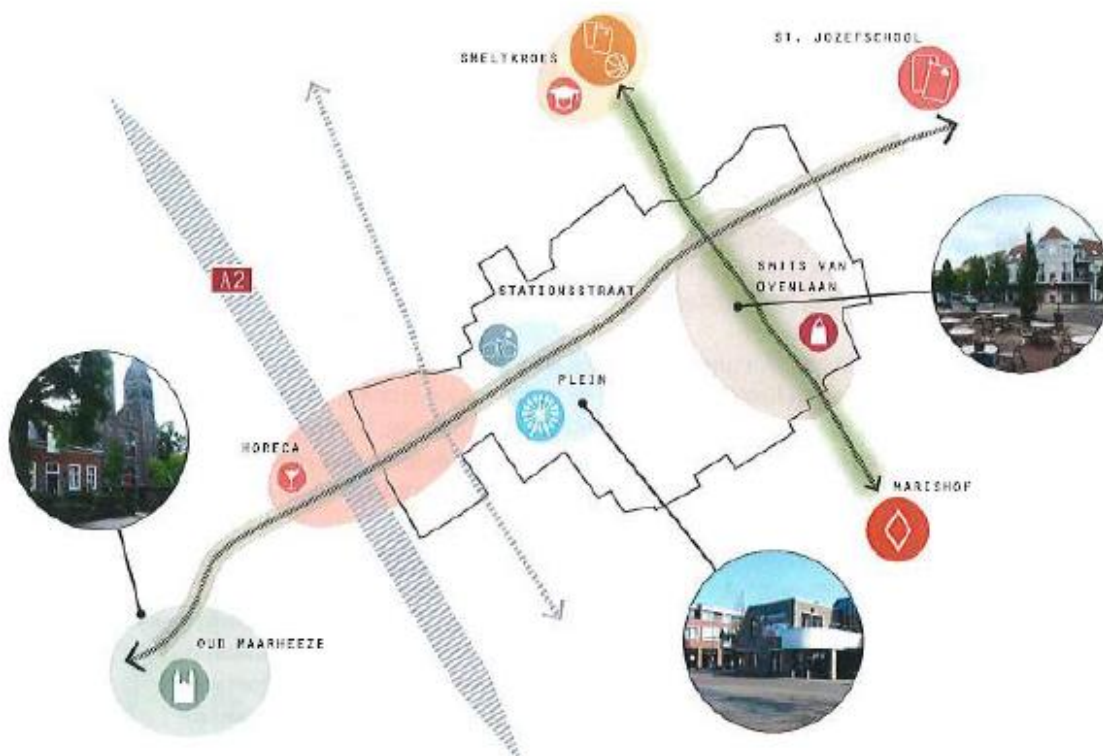 ST. JOZEFSCHOOL
SMELTKROES
A2
STATIONSSTRAAT
SMITS VAN
OYENLAAN
PLEIN
HORECA
MARISHOF
OUD MAARHEEZE